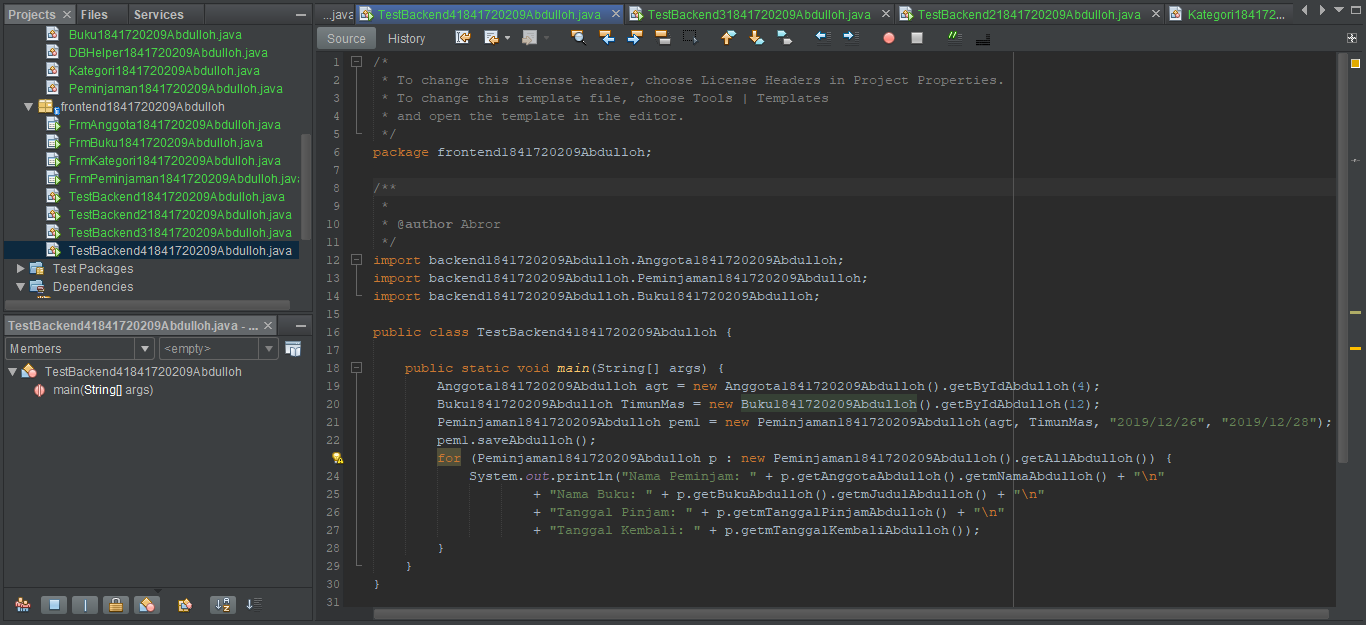 Projects × Files Services
Buku1841720209Abdulloh.java
DBHelper1841720209Abdulloh.java
Kategori1841720209Abdulloh.java
Peminjaman1841720209Abdulloh.java
frontend1841720209Abdulloh
FrmAnggota1841720209Abdulloh.java
FrmBuku1841720209Abdulloh.java
FrmKategori1841720209Abdulloh.java
FrmPeminjaman1841720209Abdulloh.java
TestBackend1841720209Abdulloh.java
TestBackend21841720209Abdulloh.java
TestBackend31841720209Abdulloh.java
TestBackend41841720209Abdulloh.java
Test Packages
Dependencies
TestBackend41841720209Abdulloh.java - ... ×
Members <empty>
TestBackend41841720209Abdulloh
main(String[] args)
...java TestBackend41841720209Abdulloh.java × TestBackend31841720209Abdulloh.java × TestBackend21841720209Abdulloh.java × Kategori184172...
Source History
1 /*
2 * To change this license header, choose License Headers in Project Properties.
3 * To change this template file, choose Tools | Templates
4 * and open the template in the editor.
5 */
6 package frontend1841720209Abdulloh;
7
8 /**
9 *
10 * @author Abror
11 */
12 import backend1841720209Abdulloh.Anggota1841720209Abdulloh;
13 import backend1841720209Abdulloh.Peminjaman1841720209Abdulloh;
14 import backend1841720209Abdulloh.Buku1841720209Abdulloh;
15
16 public class TestBackend41841720209Abdulloh {
17
18 public static void main(String[] args) {
19 Anggota1841720209Abdulloh agt = new Anggota1841720209Abdulloh().getByIdAbdulloh(4);
20 Buku1841720209Abdulloh TimunMas = new Buku1841720209Abdulloh().getByIdAbdulloh(12);
21 Peminjaman1841720209Abdulloh pem1 = new Peminjaman1841720209Abdulloh(agt, TimunMas, "2019/12/26", "2019/12/28");
22 pem1.saveAbdulloh();
for (Peminjaman1841720209Abdulloh p : new Peminjaman1841720209Abdulloh().getAllAbdulloh()) {
24 System.out.println("Nama Peminjam: " + p.getAnggotaAbdulloh().getmNamaAbdulloh() + "\n"
25 + "Nama Buku: " + p.getBukuAbdulloh().getmJudulAbdulloh() + "\n"
26 + "Tanggal Pinjam: " + p.getmTanggalPinjamAbdulloh() + "\n"
27 + "Tanggal Kembali: " + p.getmTanggalKembaliAbdulloh());
28 }
29 }
30 }
31